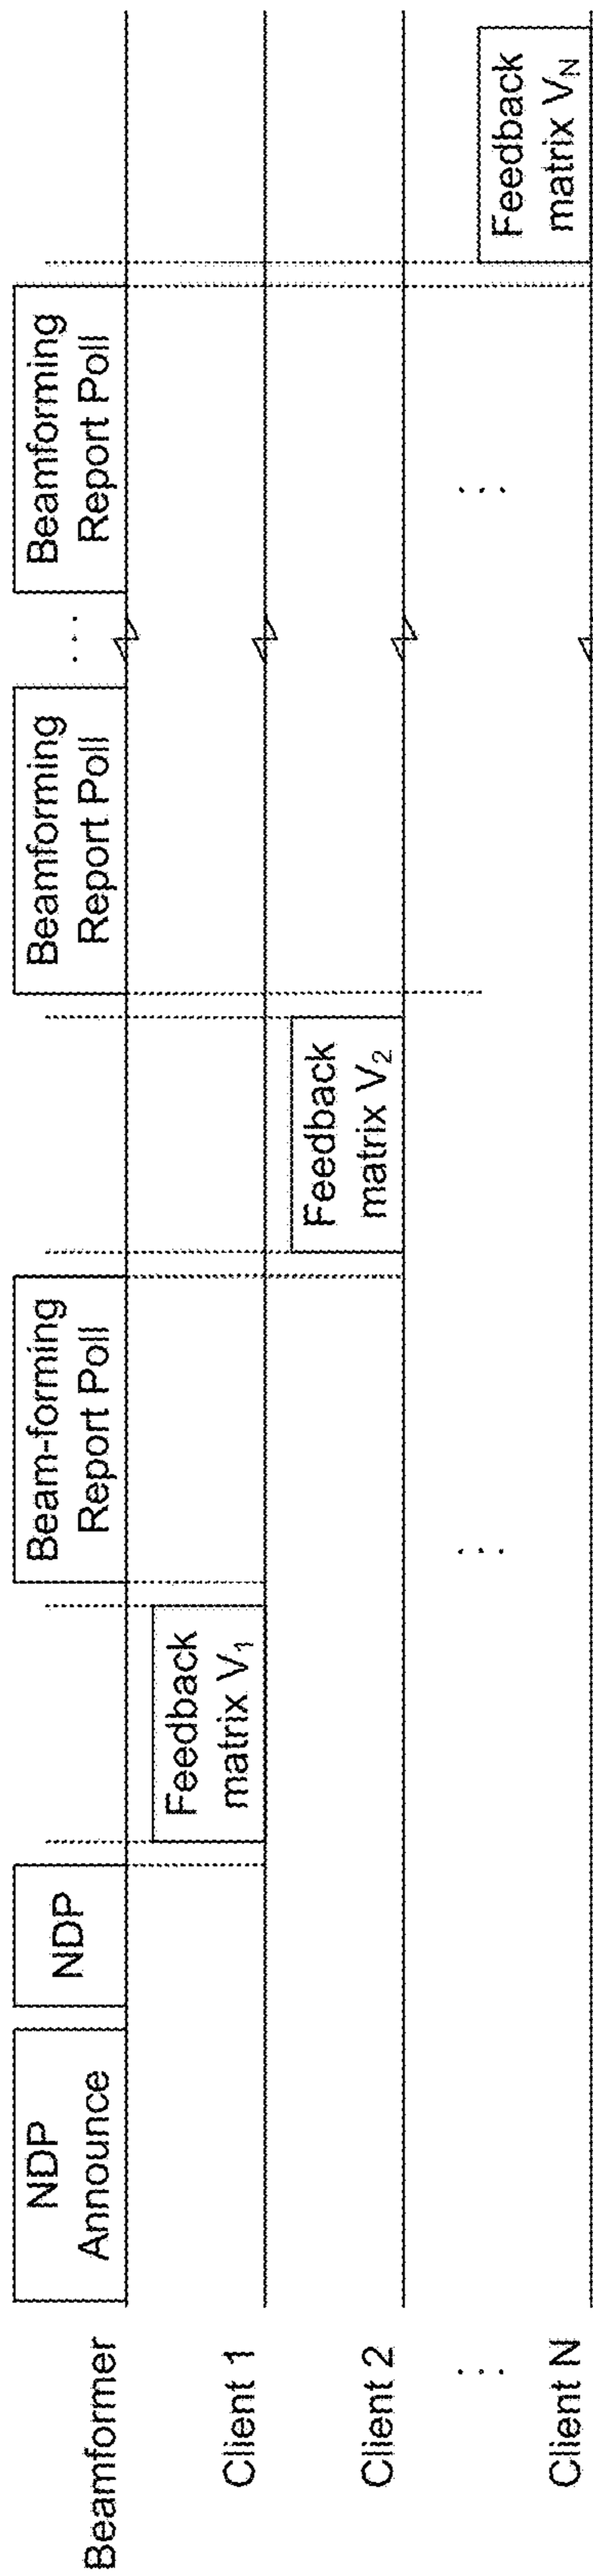 Beamformer
NDP
Announce
NDP
Beam-forming
Report Poll
Beamforming
Report Poll
...
Beamforming
Report Poll
Client 1
Feedback
matrix V1
Client 2
Feedback
matrix V2
...
...
...
Client N
Feedback
matrix VN